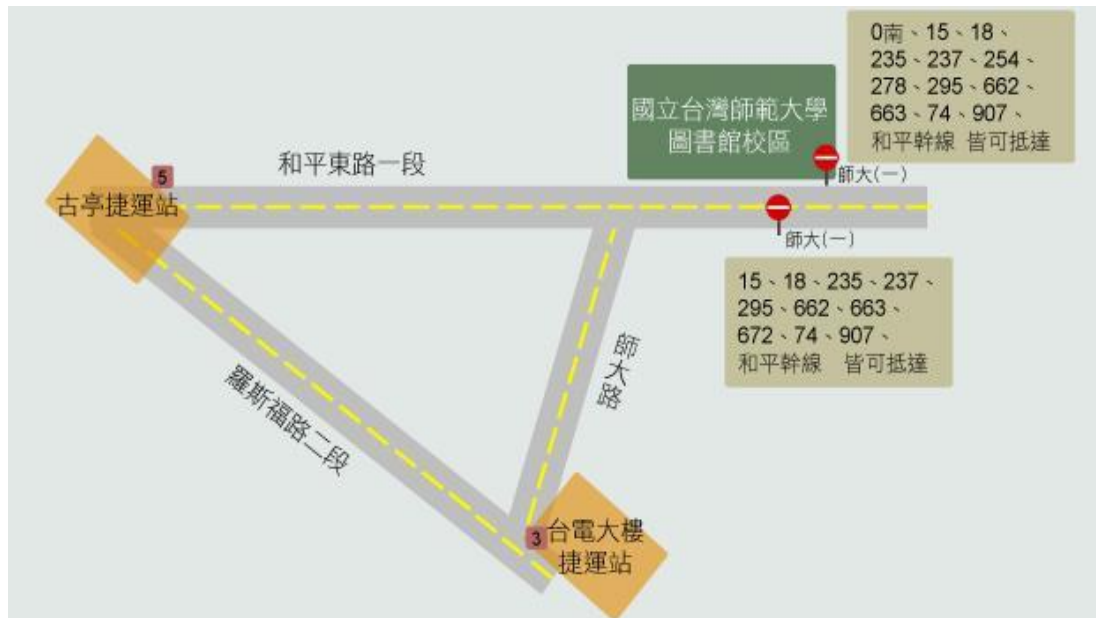 0南、15、18、
235、237、254、
278、295、662、
663、74、907、
和平幹線 皆可抵達
國立台灣師範大學
圖書館校區
師大(一)
和平東路一段
5
古亭捷運站
師大(一)
15、18、235、237、
295、662、663、
672、74、907、
和平幹線 皆可抵達
師大路
羅斯福路二段
3
台電大樓
捷運站